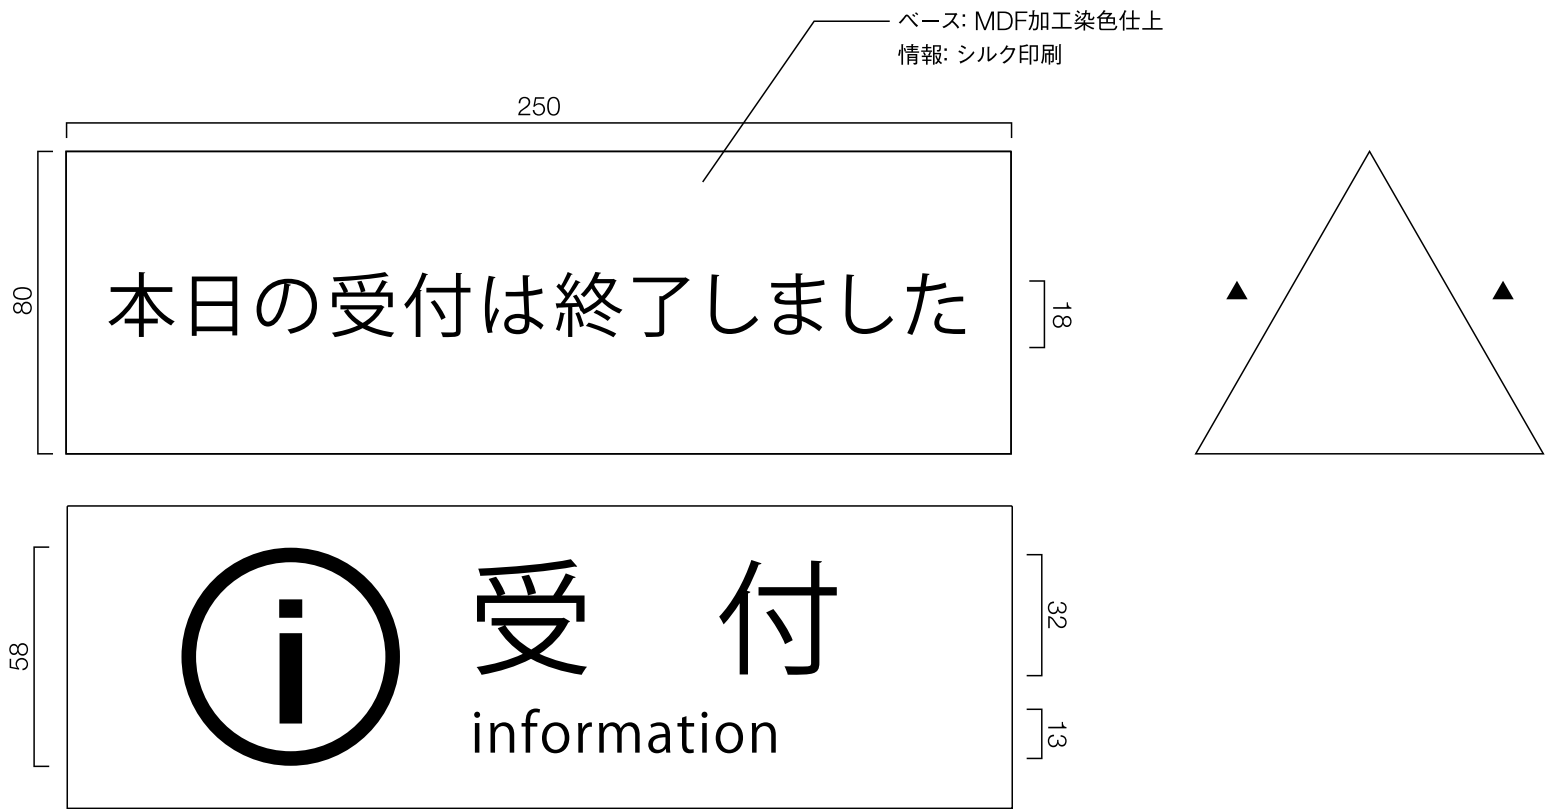 ベース: MDF加工染色仕上
情報: シルク印刷
250
80
本日の受付は終了しました
18
58
i
受 付
information
32
13